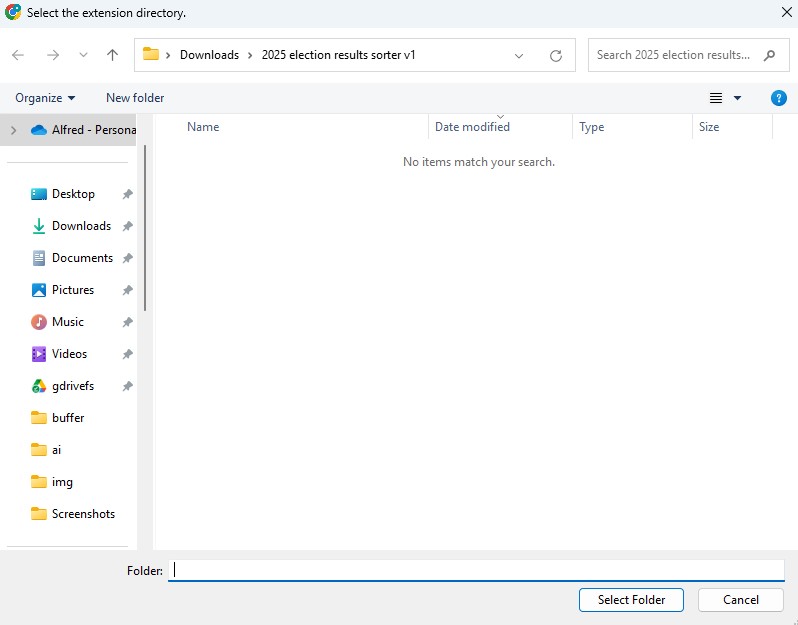 Select the extension directory.
Downloads 2025 election results sorter v1 Search 2025 election results...
Organize New folder
Alfred - Persona Name Date modified Type Size
No items match your search.
Desktop
Downloads
Documents
Pictures
Music
Videos
gdrivefs
buffer
ai
img
Screenshots
Folder:
Select Folder Cancel